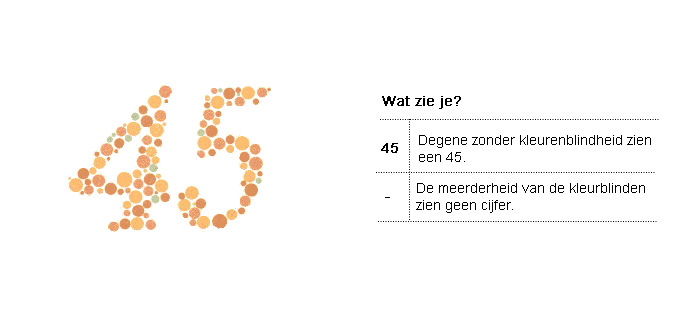 45
Wat zie je?
45
Degene zonder kleurenblindheid zien
een 45.
-
De meerderheid van de kleurblinden
zien geen cijfer.